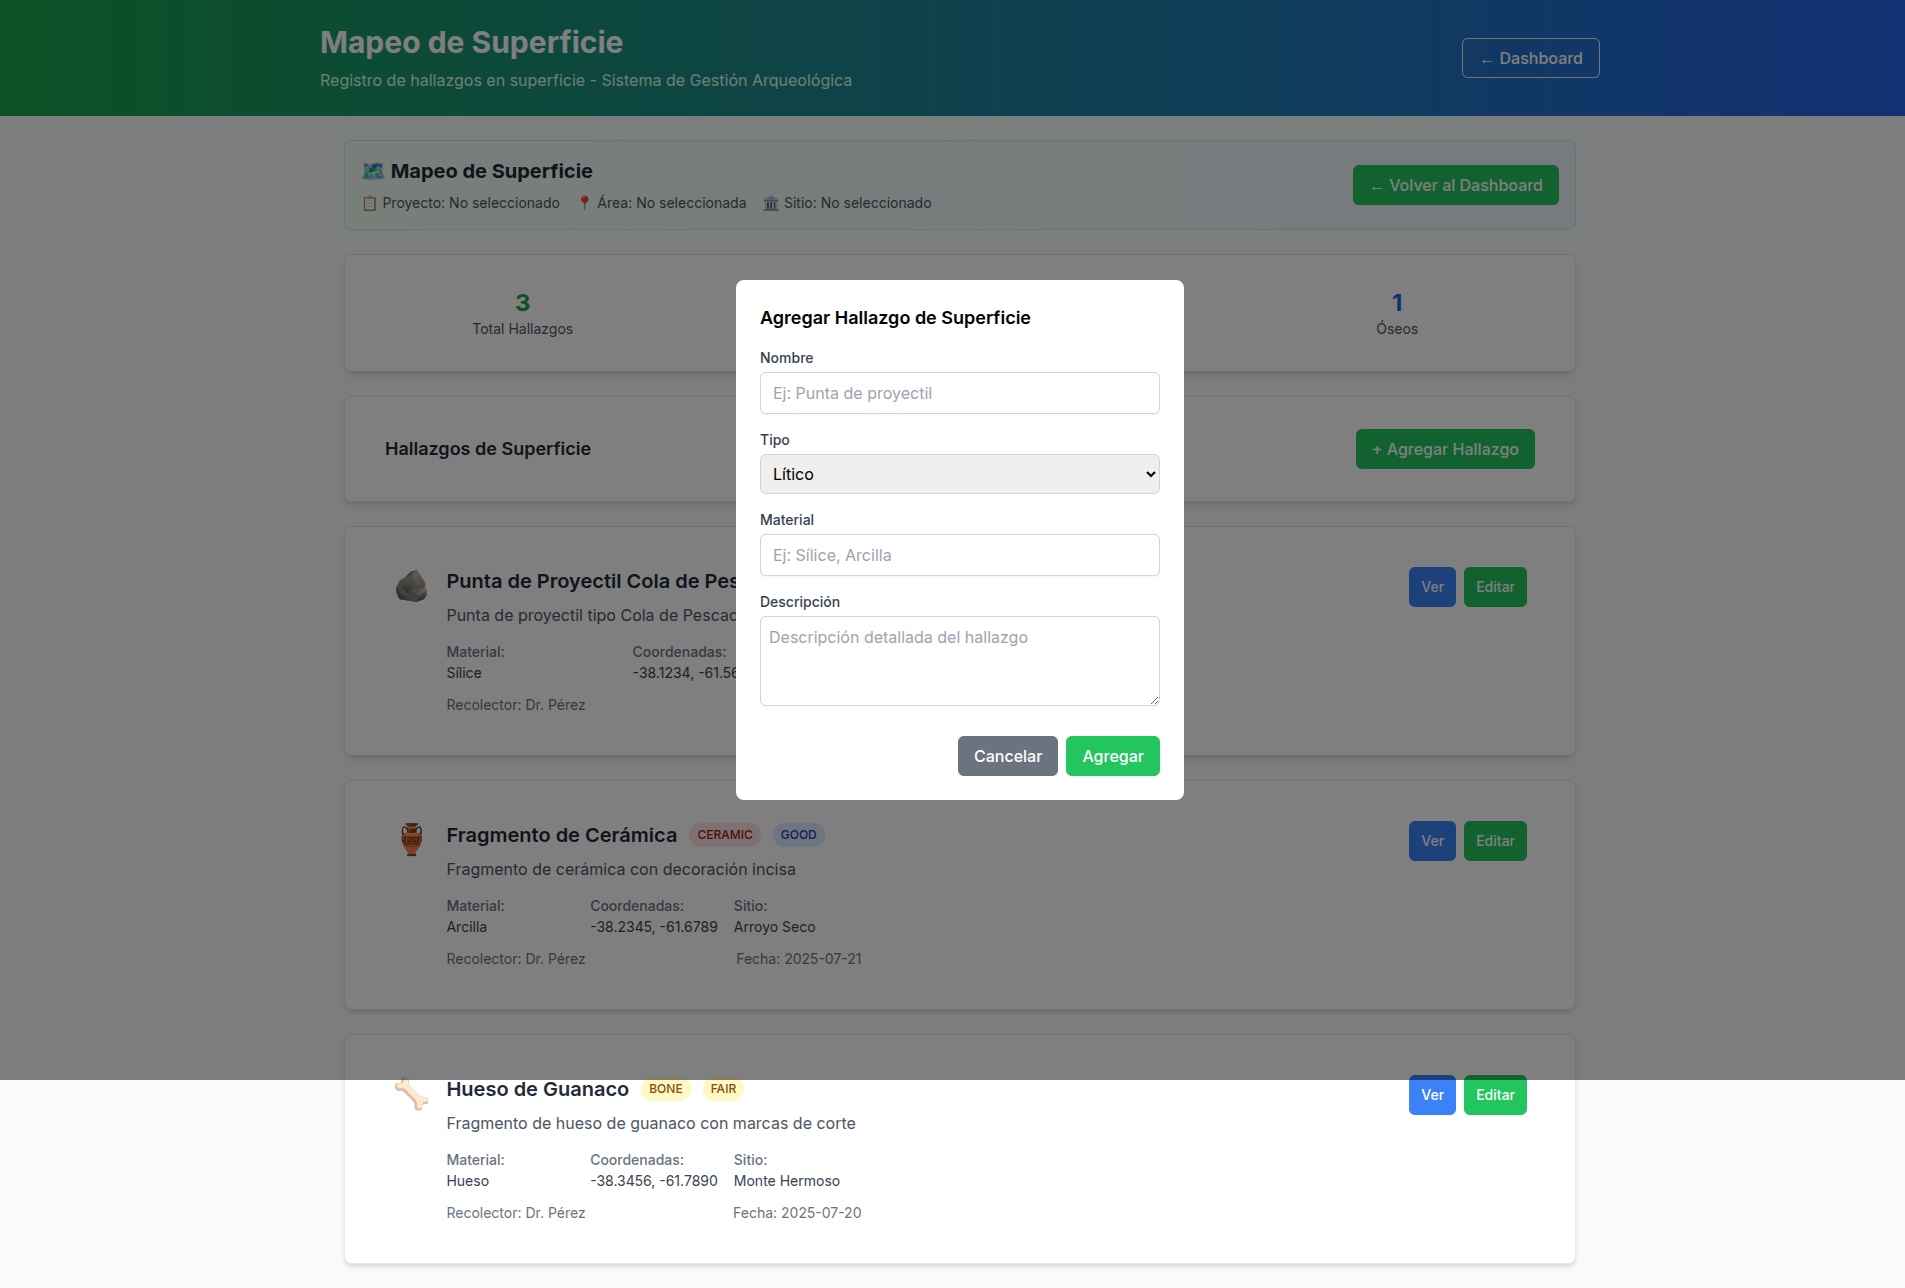 Mapeo de Superficie
Registro de hallazgos en superficie - Sistema de Gestión Arqueológica
← Dashboard
Mapeo de Superficie
Proyecto: No seleccionado Área: No seleccionada Sitio: No seleccionado
← Volver al Dashboard
3
Total Hallazgos
1
Óseos
Hallazgos de Superficie
+ Agregar Hallazgo
Agregar Hallazgo de Superficie
Nombre
Ej: Punta de proyectil
Tipo
Lítico
Material
Ej: Sílice, Arcilla
Descripción
Descripción detallada del hallazgo
Cancelar Agregar
Punta de Proyectil Cola de Pes
Ver Editar
Punta de proyectil tipo Cola de Pescad
Material: Coordenadas:
Sílice -38.1234, -61.56
Recolector: Dr. Pérez
Fragmento de Cerámica CERAMIC GOOD
Ver Editar
Fragmento de cerámica con decoración incisa
Material: Coordenadas: Sitio:
Arcilla -38.2345, -61.6789 Arroyo Seco
Recolector: Dr. Pérez Fecha: 2025-07-21
Hueso de Guanaco BONE FAIR
Ver Editar
Fragmento de hueso de guanaco con marcas de corte
Material: Coordenadas: Sitio:
Hueso -38.3456, -61.7890 Monte Hermoso
Recolector: Dr. Pérez Fecha: 2025-07-20